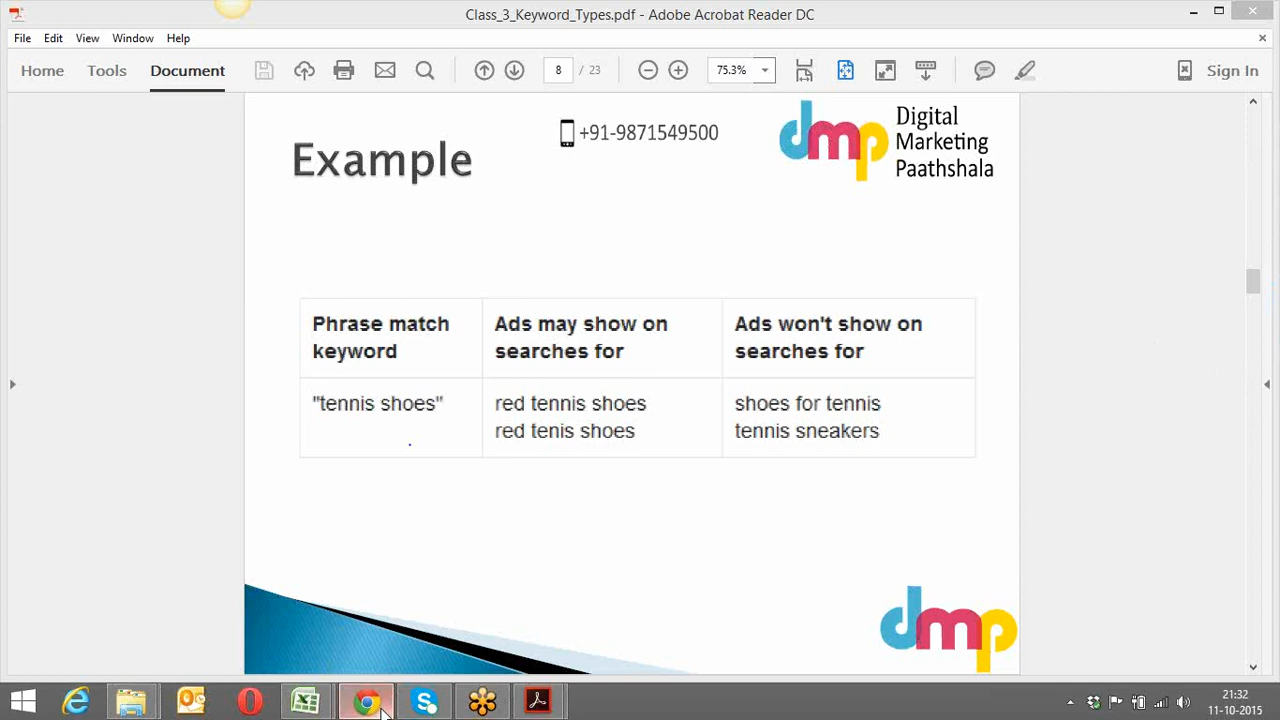 Class_3_Keyword_Types.pdf - Adobe Acrobat Reader DC
File Edit View Window Help
Home Tools Document 8 / 23 75.3% Sign In
+91-9871549500
dmp Digital
Marketing
Paathshala
Example
Phrase match
keyword
Ads may show on
searches for
Ads won't show on
searches for
"tennis shoes"
red tennis shoes
red tenis shoes
shoes for tennis
tennis sneakers
dmp
21:32
11-10-2015